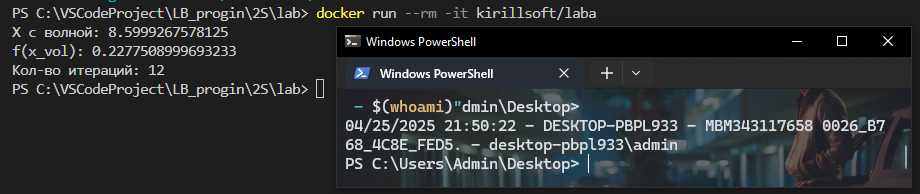 PS C:\VSCodeProject\LB_progin\2S\lab> docker run --rm -it kirillsoft/laba
X с волной: 8.5999267578125
f(x_vol): 0.2277508999693233
Кол-во итераций: 12
PS C:\VSCodeProject\LB_progin\2S\lab>
Windows PowerShell
Windows PowerShell
- $(whoami)"dmin\Desktop>
04/25/2025 21:50:22 - DESKTOP-PBPL933 - MBM343117658 0026_B7
68_4C8E_FED5. - desktop-pbpl933\admin
PS C:\Users\Admin\Desktop>